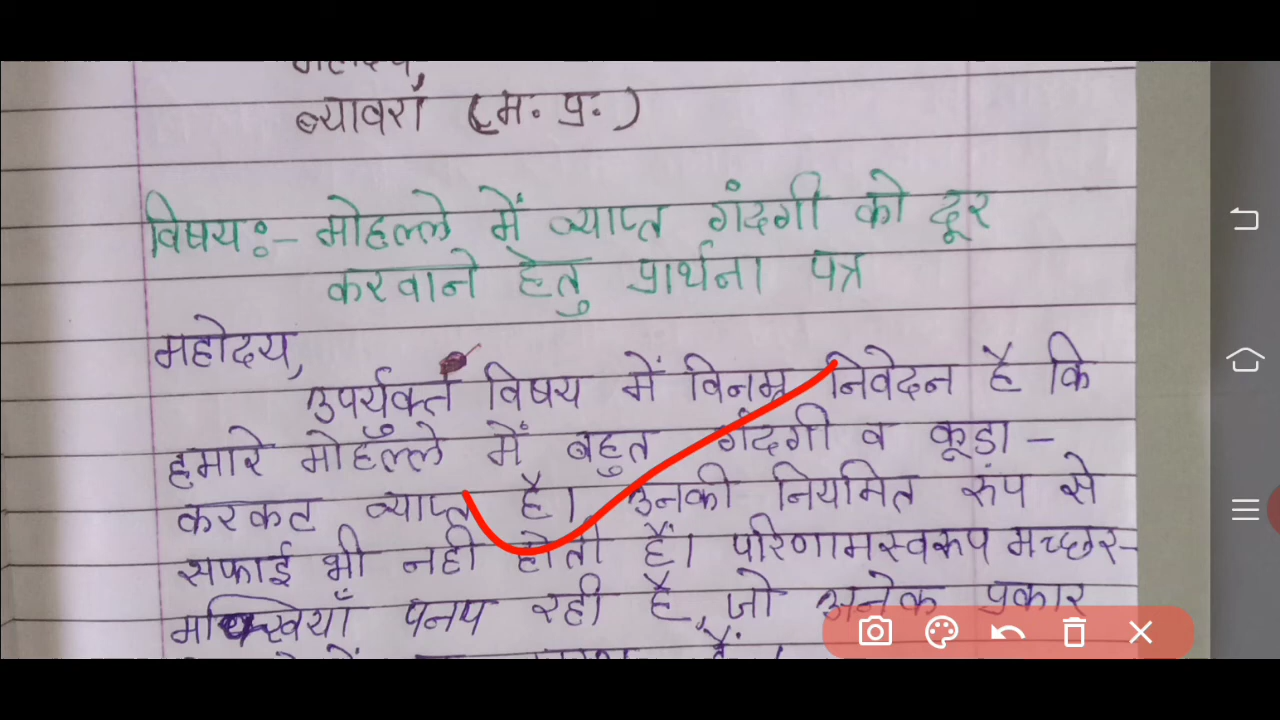 ब्यावरा (म. प्र.)
विषय:- मोहल्ले में व्याप्त गंदगी को दूर
करवाने हेतु प्रार्थना पत्र
महोदय,
उपर्युक्त विषय में विनम्र निवेदन है कि
हमारे मोहल्ले में बहुत गंदगी व कूड़ा -
करकट व्याप्त है। उनकी नियमित रूप से
सफाई भी नही होती हैं। परिणामस्वरूप मच्छर-
मक्खियाँ पनप रही है, जो अनेक प्रकार